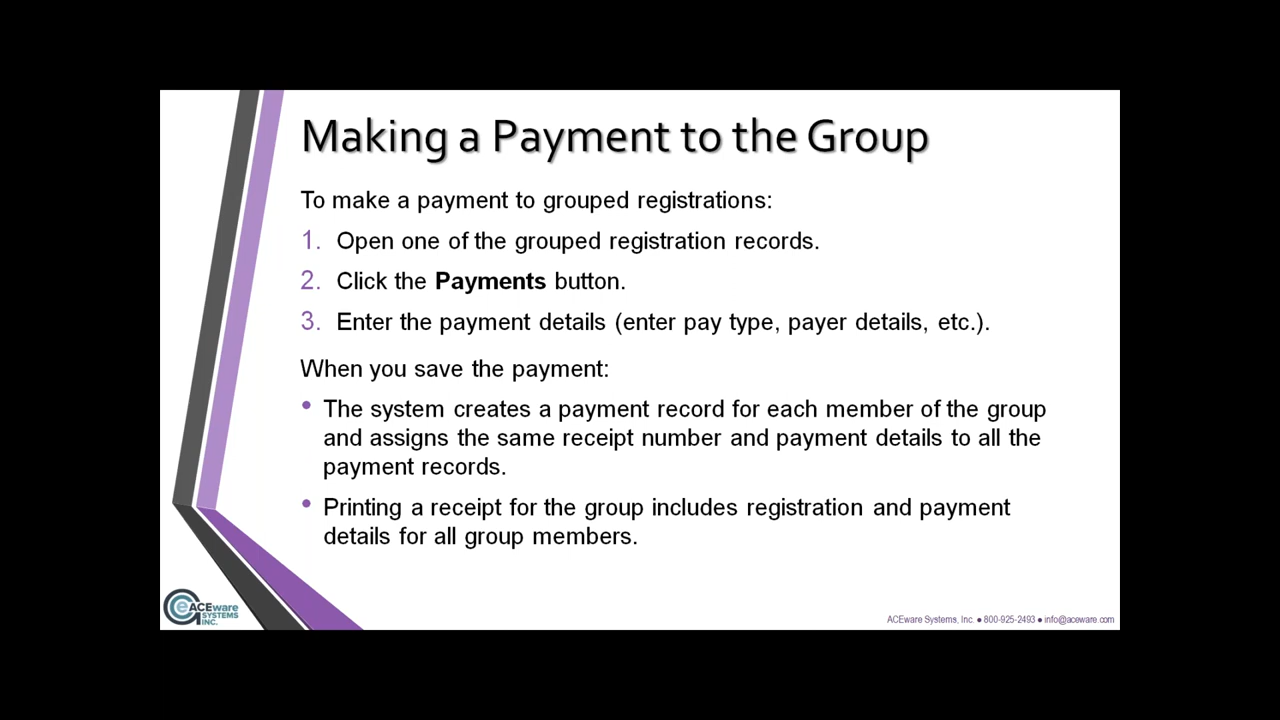 Making a Payment to the Group
To make a payment to grouped registrations:
1. Open one of the grouped registration records.
2. Click the Payments button.
3. Enter the payment details (enter pay type, payer details, etc.).
When you save the payment:
• The system creates a payment record for each member of the group
and assigns the same receipt number and payment details to all the
payment records.
• Printing a receipt for the group includes registration and payment
details for all group members.
ACEware
SYSTEMS
INC.
ACEware Systems, Inc. ● 800-925-2493 ● info@aceware.com